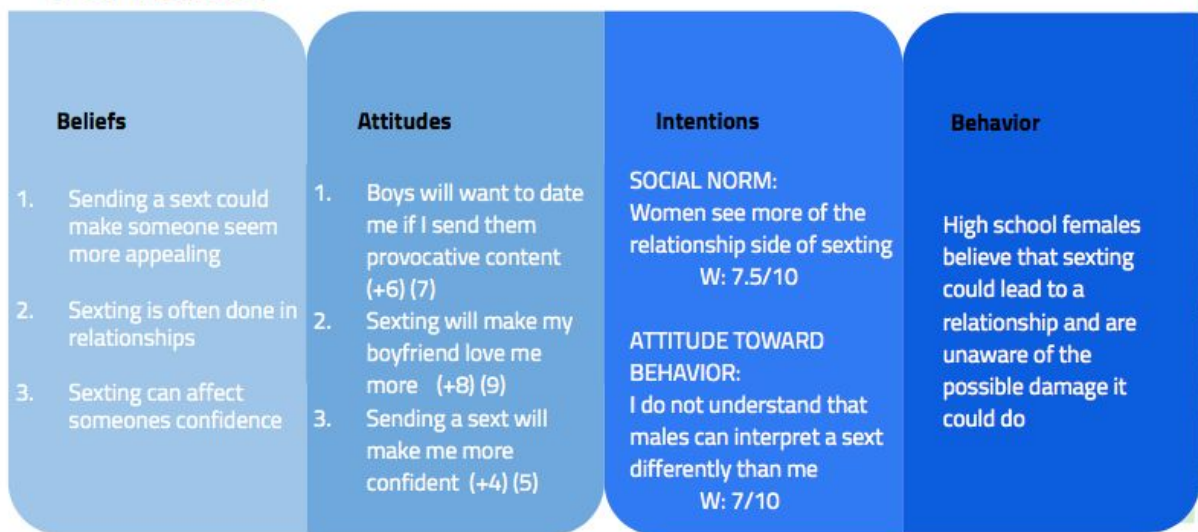 Beliefs
1. Sending a sext could
make someone seem
more appealing
2. Sexting is often done in
relationships
3. Sexting can affect
someones confidence
Attitudes
1. Boys will want to date
me if I send them
provocative content
(+6) (7)
2. Sexting will make my
boyfriend love me
more (+8) (9)
3. Sending a sext will
make me more
confident (+4) (5)
Intentions
SOCIAL NORM:
Women see more of the
relationship side of sexting
W: 7.5/10
ATTITUDE TOWARD
BEHAVIOR:
I do not understand that
males can interpret a sext
differently than me
W: 7/10
Behavior
High school females
believe that sexting
could lead to a
relationship and are
unaware of the
possible damage it
could do